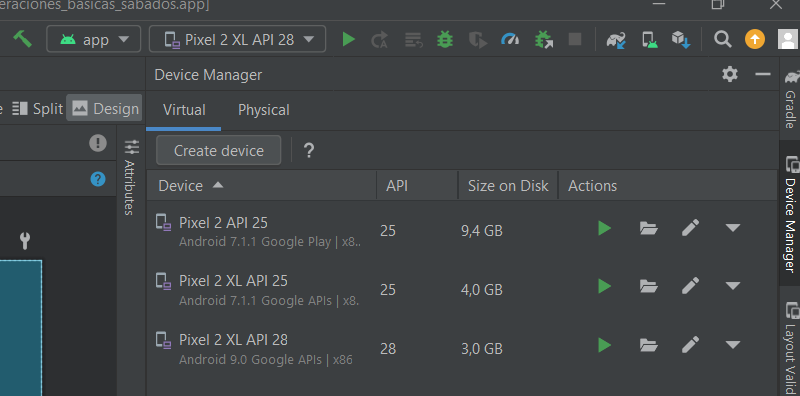 eraciones_basicas_sabados.app]
app
Pixel 2 XL API 28
Device Manager
Split
Design
Virtual
Physical
Create device
?
Device
API
Size on Disk
Actions
Pixel 2 API 25
Android 7.1.1 Google Play | x8..
25
9,4 GB
Pixel 2 XL API 25
Android 7.1.1 Google APIs | x8.
25
4,0 GB
Pixel 2 XL API 28
Android 9.0 Google APIs | x86
28
3,0 GB
Attributes
Gradle
Device Manager
Layout Valid